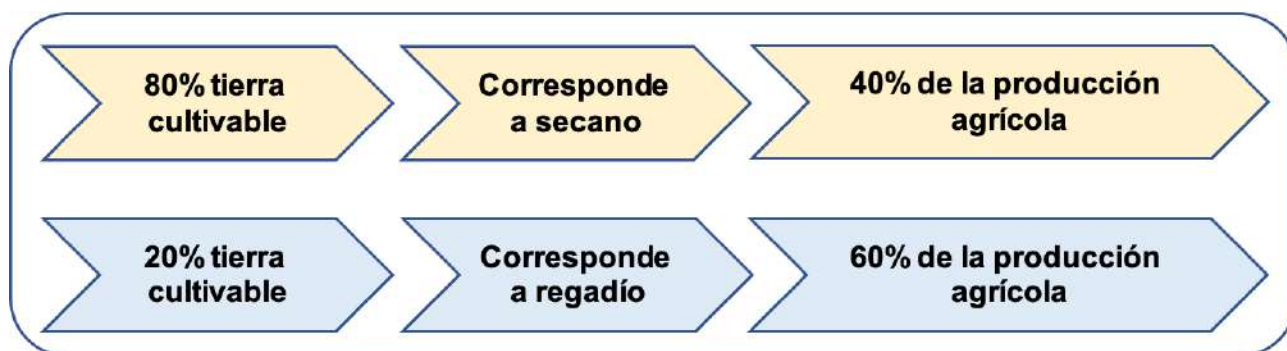 80% tierra
cultivable
Corresponde
a secano
40% de la producción
agrícola
20% tierra
cultivable
Corresponde
a regadío
60% de la producción
agrícola